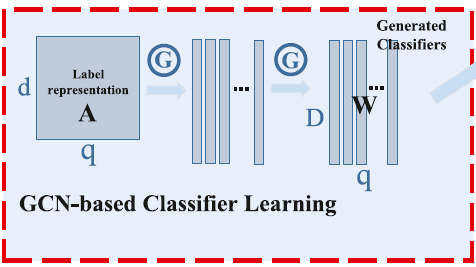 Generated
Classifiers
G
G
Label
representation
A
d
...
...
W
D
q
q
GCN-based Classifier Learning